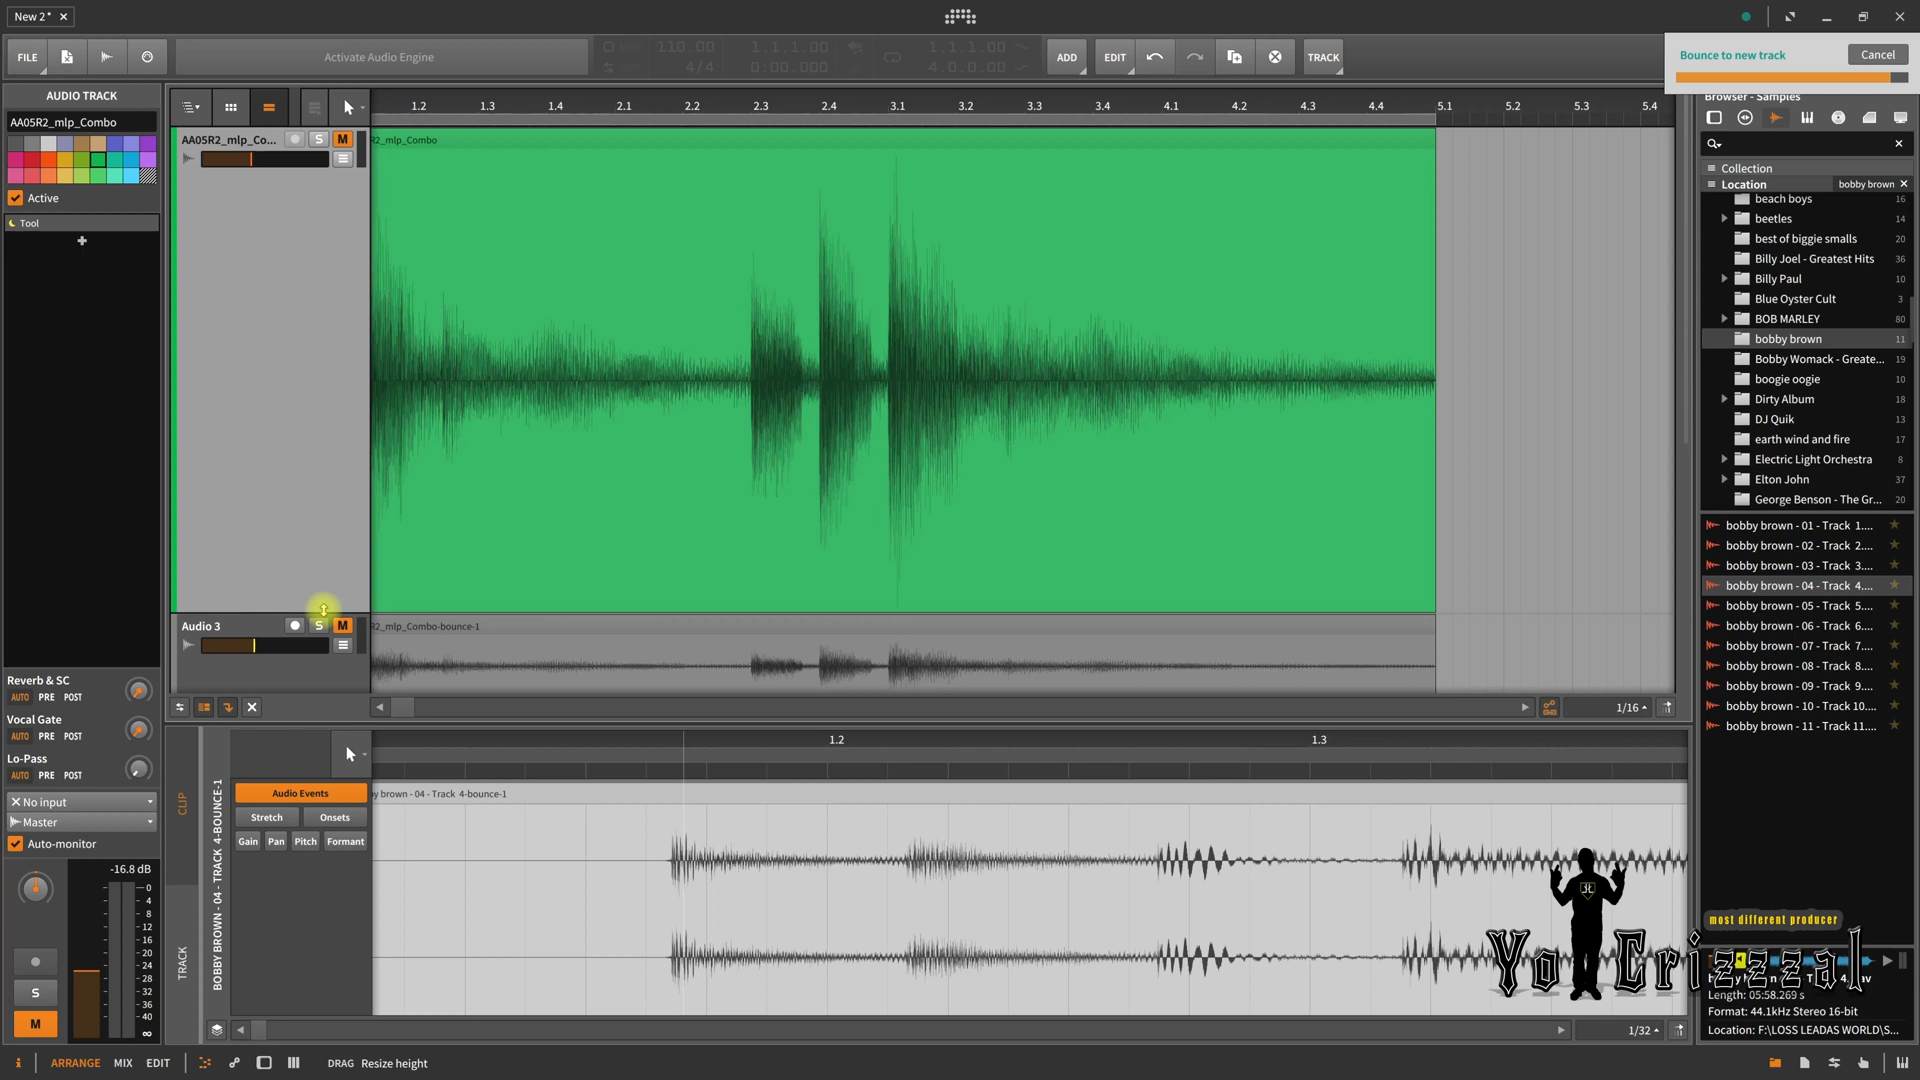 New 2*
FILE
Activate Audio Engine
110.00
4/4
1.1.1.00
0:00.000
1.1.1.00
4.0.0.00
ADD
EDIT
TRACK
Bounce to new track
Cancel
AUDIO TRACK
AA05R2_mlp_Combo
Active
Tool
Reverb & SC
AUTO PRE POST
Vocal Gate
AUTO PRE POST
Lo-Pass
AUTO PRE POST
No input
Master
Auto-monitor
-16.8 dB
0
4
8
12
16
20
24
28
32
36
40
∞
S
M
1.2 1.3 1.4 2.1 2.2 2.3 2.4 3.1 3.2 3.3 3.4 4.1 4.2 4.3 4.4 5.1 5.2 5.3 5.4
AA05R2_mlp_Co...
S M
R2_mlp_Combo
Audio 3
S M
R2_mlp_Combo-bounce-1
1/16
CLIP
TRACK
BOBBY BROWN - 04 - TRACK 4-BOUNCE-1
1.2 1.3
Audio Events
Stretch Onsets
Gain Pan Pitch Formant
by brown - 04 - Track 4-bounce-1
1/32
Browser - Samples
Collection
Location
bobby brown
beach boys 16
beetles 14
best of biggie smalls 20
Billy Joel - Greatest Hits 36
Billy Paul 10
Blue Oyster Cult 3
BOB MARLEY 80
bobby brown 11
Bobby Womack - Greate... 19
boogie oogie 10
Dirty Album 18
DJ Quik 13
earth wind and fire 17
Electric Light Orchestra 8
Elton John 37
George Benson - The Gr... 20
bobby brown - 01 - Track 1....
bobby brown - 02 - Track 2....
bobby brown - 03 - Track 3....
bobby brown - 04 - Track 4....
bobby brown - 05 - Track 5....
bobby brown - 06 - Track 6....
bobby brown - 07 - Track 7....
bobby brown - 08 - Track 8....
bobby brown - 09 - Track 9....
bobby brown - 10 - Track 10....
bobby brown - 11 - Track 11....
most different producer
Yo Crizzzal
Length: 05:58.269 s
Format: 44.1kHz Stereo 16-bit
Location: F:\LOSS LEADAS WORLD\S...
i
ARRANGE MIX EDIT
DRAG Resize height